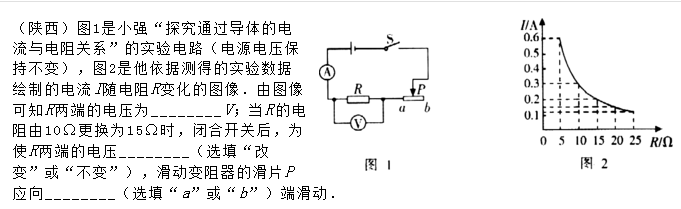 （陕西）图1是小强“探究通过导体的电
流与电阻关系”的实验电路（电源电压保
持不变），图2是他依据测得的实验数据
绘制的电流I随电阻R变化的图像．由图像
可知R两端的电压为________V；当R的电
阻由10Ω更换为15Ω时，闭合开关后，为
使R两端的电压________（选填“改
变”或“不变”），滑动变阻器的滑片P
应向________（选填“a”或“b”）端滑动．
S
A
R
P
a
b
V
图 1
I/A
0.6
0.5
0.4
0.3
0.2
0.1
0 5 10 15 20 25 R/Ω
图 2